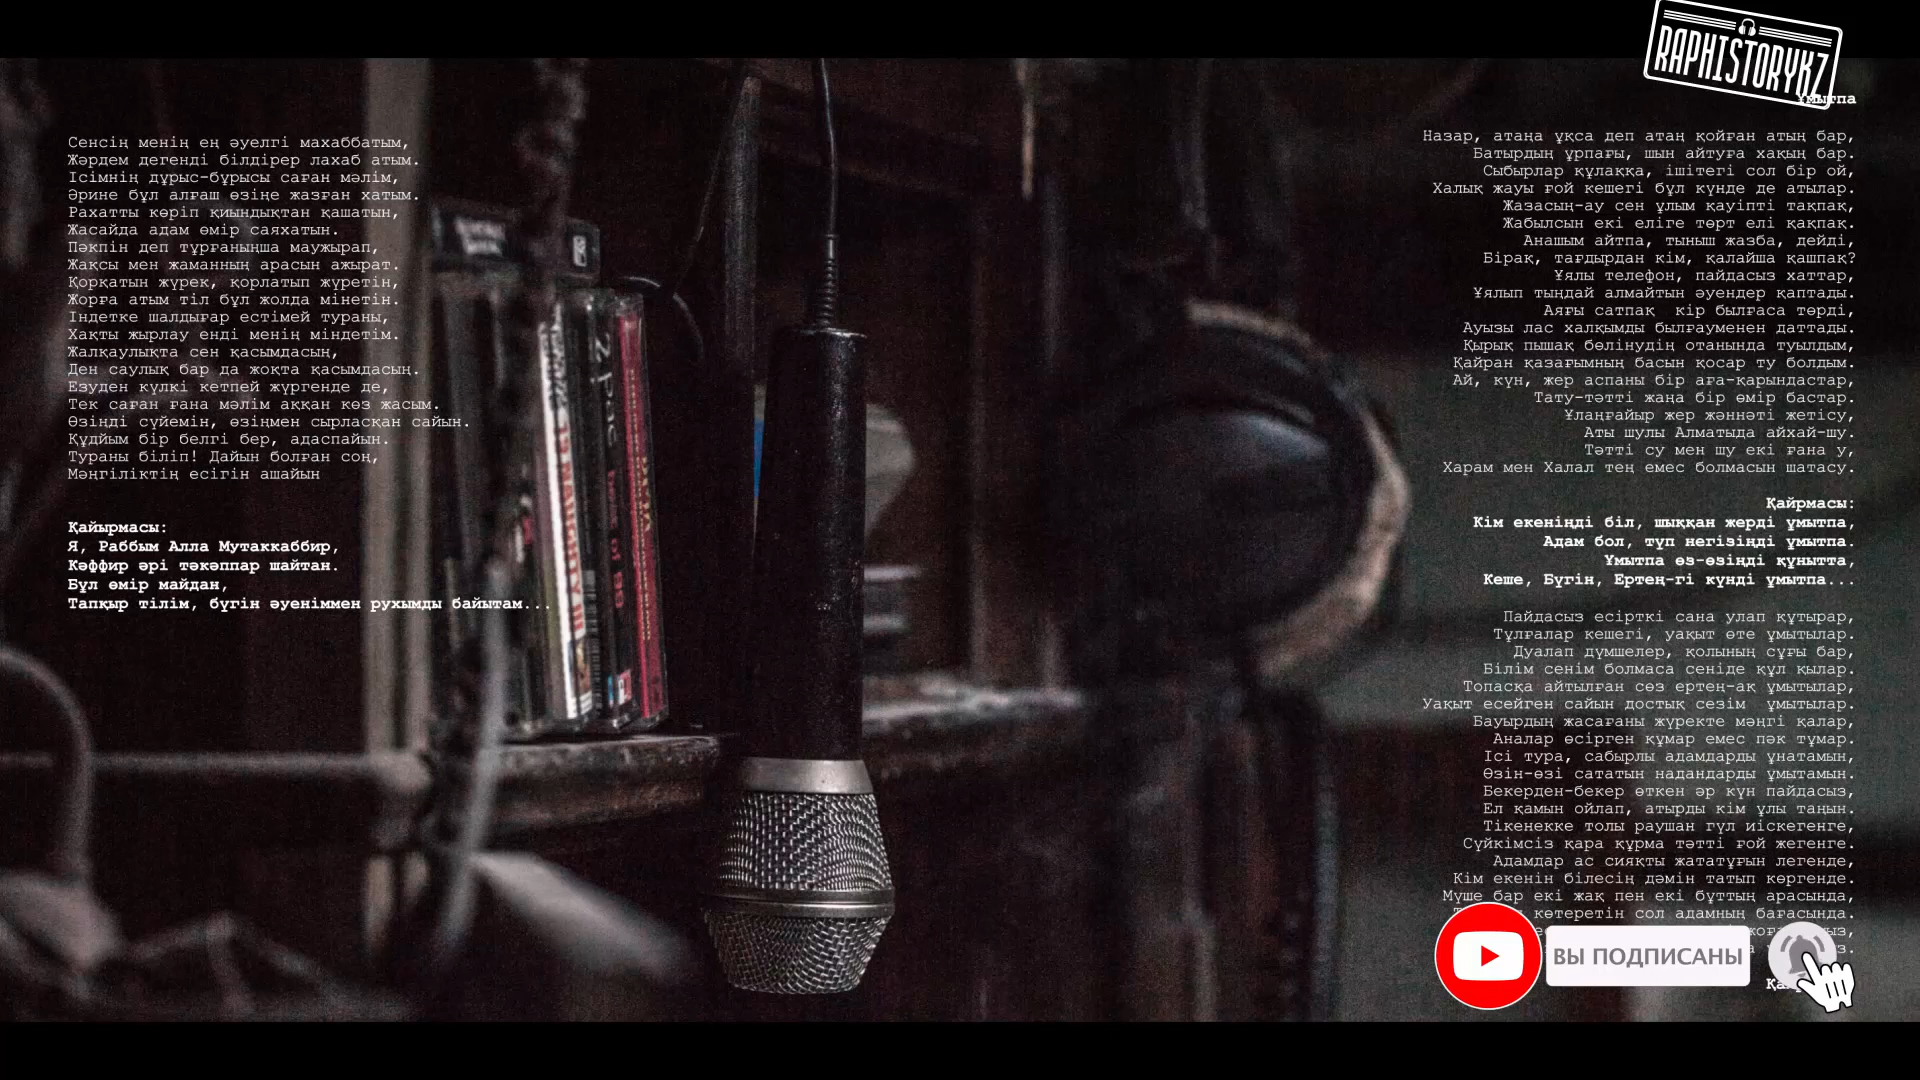 Сенсің менің ең әуелгі махаббатым,
Жәрдем дегенді білдірер лахаб атым.
Ісімнің дұрыс-бұрысы саған мәлім,
Әрине бұл алғаш өзіңе жазған хатым.
Рахатты көріп қиындықтан қашатын,
Жасайда адам өмір саяхатын.
Пәкпін деп тұрғаныңша маужырап,
Жақсы мен жаманның арасын ажырат.
Қорқатын жүрек, қорлатып жүретін,
Жорға атым тіл бұл жолда мінетін.
Індетке шалдығар естімей тураны,
Хақты жырлау енді менің міндетім.
Жалқаулықта сен қасымдасың,
Ден саулық бар да жоқта қасымдасың.
Езуден күлкі кетпей жүргенде де,
Тек саған ғана мәлім аққан көз жасым.
Өзіңді сүйемін, өзіңмен сырласқан сайын.
Құдйым бір белгі бер, адаспайын.
Тураны біліп! Дайын болған соң,
Мәңгіліктің есігін ашайын
Қайырмасы:
Я, Раббым Алла Мутаккаббир,
Кәффир әрі тәкәппар шайтан.
Бұл өмір майдан,
Тапқыр тілім, бүгін әуеніммен рухымды байытам...
RAPHISTORYKZ
Ұмытпа
Назар, атаңа ұқса деп атаң қойған атың бар,
Батырдың ұрпағы, шын айтуға хақың бар.
Сыбырлар құлаққа, ішітегі сол бір ой,
Халық жауы ғой кешегі бұл күнде де атылар.
Жазасың-ау сен ұлым қауіпті тақпақ,
Жабылсын екі еліге төрт елі қақпақ.
Анашым айтпа, тыныш жазба, дейді,
Бірақ, тағдырдан кім, қалайша қашпақ?
Ұялы телефон, пайдасыз хаттар,
Ұялып тыңдай алмайтын әуендер қаптады.
Аяғы сатпақ кір былғаса төрді,
Ауызы лас халқымды былғауменен даттады.
Қырық пышақ бөлінудің отанында туылдым,
Қайран қазағымның басын қосар ту болдым.
Ай, күн, жер аспаны бір аға-қарындастар,
Тату-тәтті жаңа бір өмір бастар.
Ұлаңғайыр жер жәннәті жетісу,
Аты шулы Алматыда айхай-шу.
Тәтті су мен шу екі ғана у,
Харам мен Халал тең емес болмасын шатасу.
Қайрмасы:
Кім екеніңді біл, шыққан жерді ұмытпа,
Адам бол, түп негізіңді ұмытпа.
Ұмытпа өз-өзіңді құнытта,
Кеше, Бүгін, Ертең-гі күнді ұмытпа...
Пайдасыз есірткі сана улап құтырар,
Тұлғалар кешегі, уақыт өте ұмытылар.
Дуалап дүмшелер, қолының сұғы бар,
Білім сенім болмаса сеніде құл қылар.
Топасқа айтылған сөз ертең-ақ ұмытылар,
Уақыт есейген сайын достық сезім ұмытылар.
Бауырдың жасағаны жүректе мәңгі қалар,
Аналар өсірген құмар емес пәк тұмар.
Ісі тура, сабырлы адамдарды ұнатамын,
Өзін-өзі сататын надандарды ұмытамын.
Бекерден-бекер өткен әр күн пайдасыз,
Ел қамын ойлап, атырды кім ұлы таңын.
Тікенекке толы раушан гүл иіскегенге,
Сүйкімсіз қара құрма тәтті ғой жегенге.
Адамдар ас сияқты жататұғын легенде,
Кім екенін білесің дәмін татып көргенде.
Мүше бар екі жақ пен екі бұттың арасында,
көтеретін сол адамның бағасында.
ВЫ ПОДПИСАНЫ